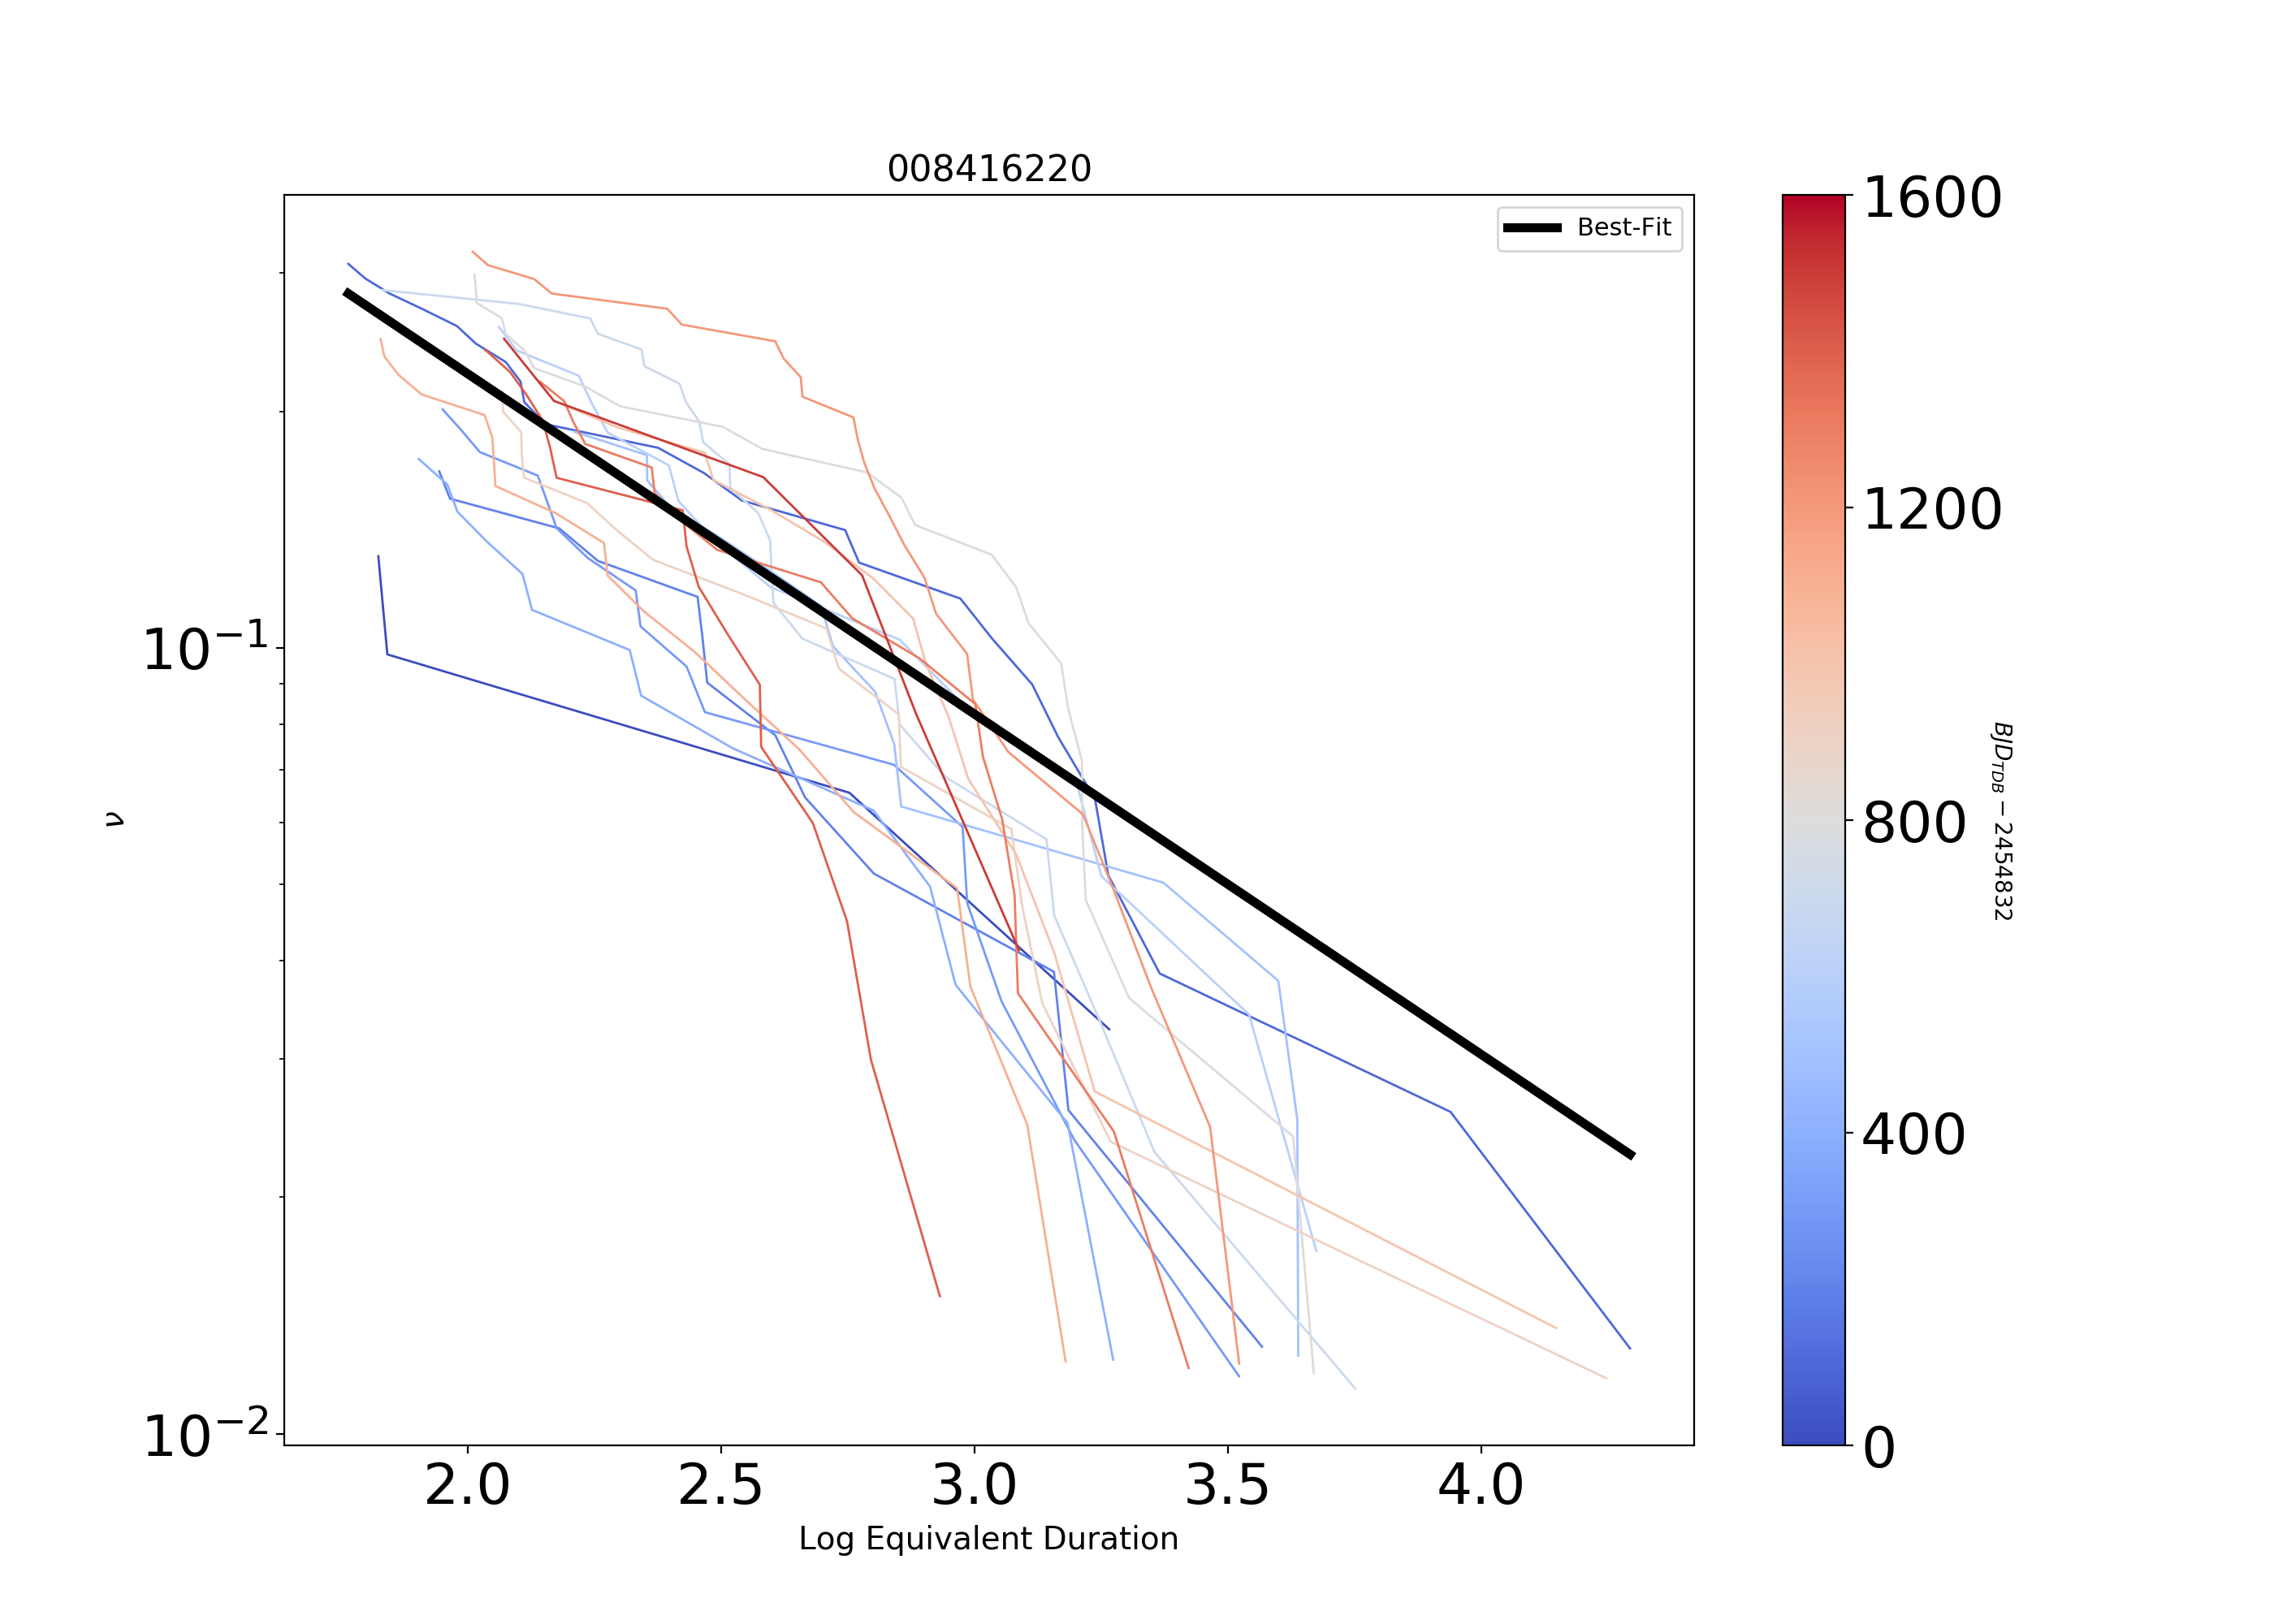 008416220
Best-Fit
10⁻¹
10⁻²
ν
2.0 2.5 3.0 3.5 4.0
Log Equivalent Duration
1600
1200
800
400
0
BJD_TDB − 2454832